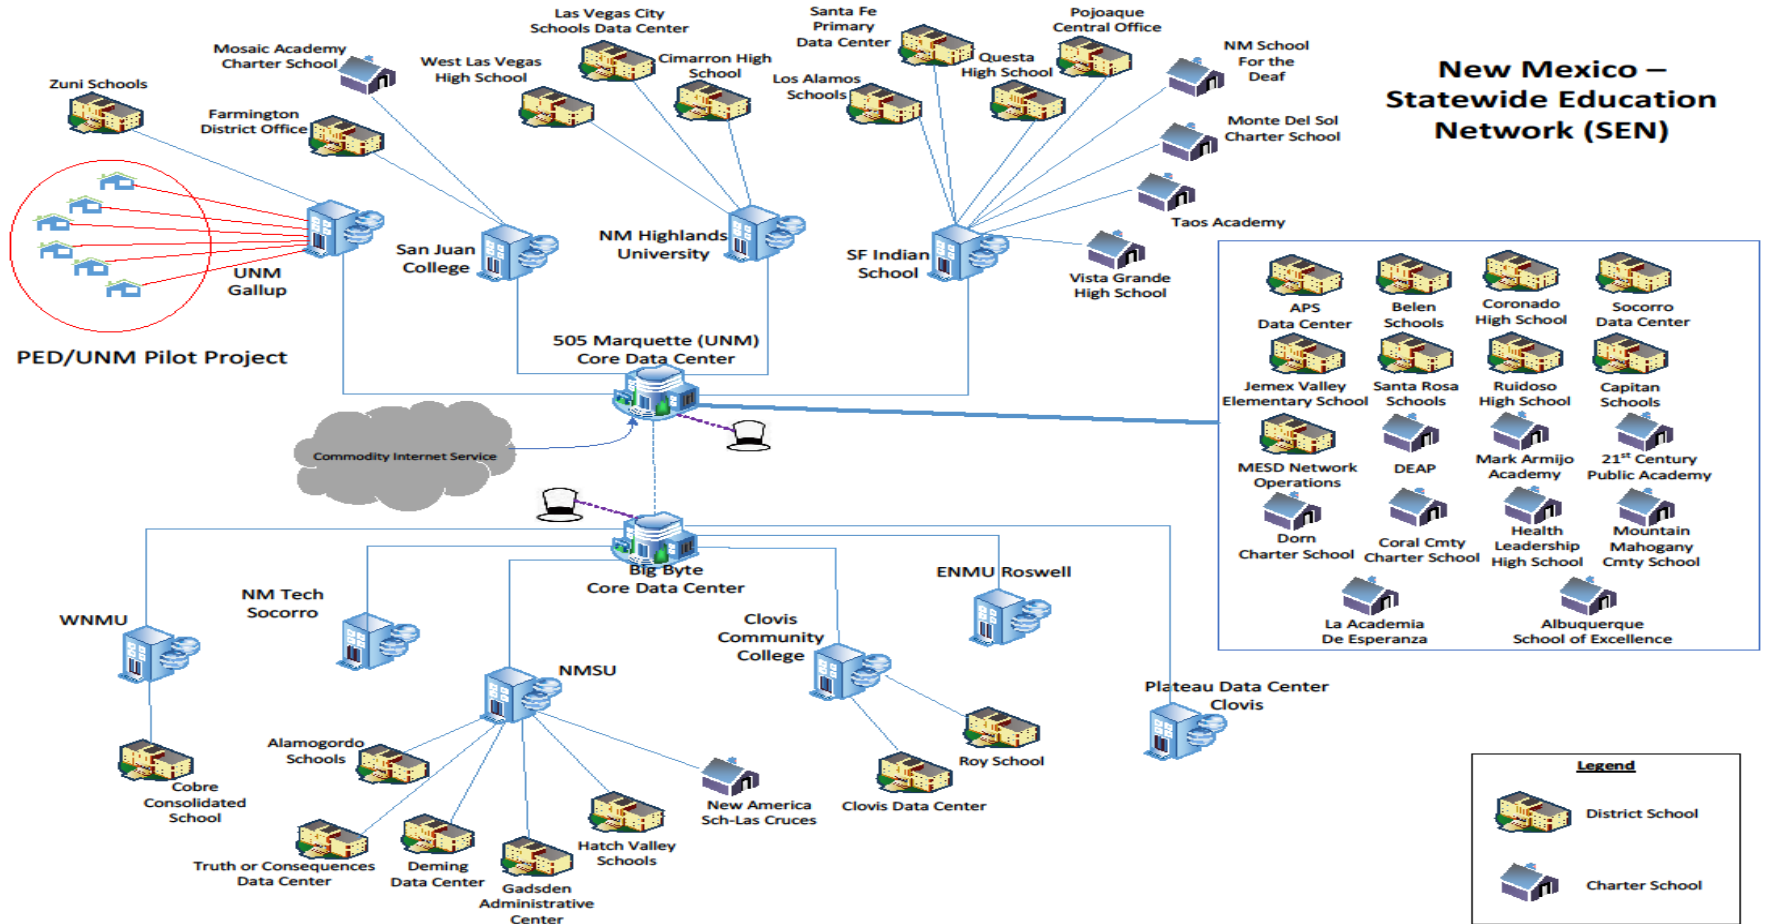 New Mexico –
Statewide Education
Network (SEN)
Zuni Schools
Mosaic Academy
Charter School
Farmington
District Office
West Las Vegas
High School
Las Vegas City
Schools Data Center
Cimarron High
School
Santa Fe
Primary
Data Center
Los Alamos
Schools
Questa
High School
Pojoaque
Central Office
NM School
For the
Deaf
Monte Del Sol
Charter School
Taos Academy
Vista Grande
High School
UNM
Gallup
San Juan
College
NM Highlands
University
SF Indian
School
PED/UNM Pilot Project
505 Marquette (UNM)
Core Data Center
Commodity Internet Service
Big Byte
Core Data Center
APS
Data Center
Belen
Schools
Coronado
High School
Socorro
Data Center
Jemex Valley
Elementary School
Santa Rosa
Schools
Ruidoso
High School
Capitan
Schools
MESD Network
Operations
DEAP
Mark Armijo
Academy
21st Century
Public Academy
Dorn
Charter School
Coral Cmty
Charter School
Health
Leadership
High School
Mountain
Mahogany
Cmty School
La Academia
De Esperanza
Albuquerque
School of Excellence
WNMU
NM Tech
Socorro
NMSU
Clovis
Community
College
ENMU Roswell
Plateau Data Center
Clovis
Cobre
Consolidated
School
Alamogordo
Schools
Truth or Consequences
Data Center
Deming
Data Center
Gadsden
Administrative
Center
Hatch Valley
Schools
New America
Sch-Las Cruces
Clovis Data Center
Roy School
Legend
District School
Charter School